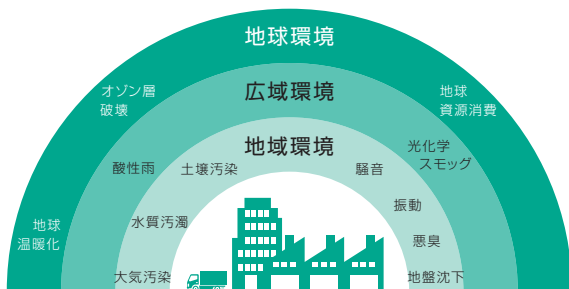 地球環境
オゾン層
破壊
地球
資源消費
地球
温暖化
広域環境
酸性雨
光化学
スモッグ
地域環境
土壌汚染
騒音
水質汚濁
振動
悪臭
大気汚染
地盤沈下